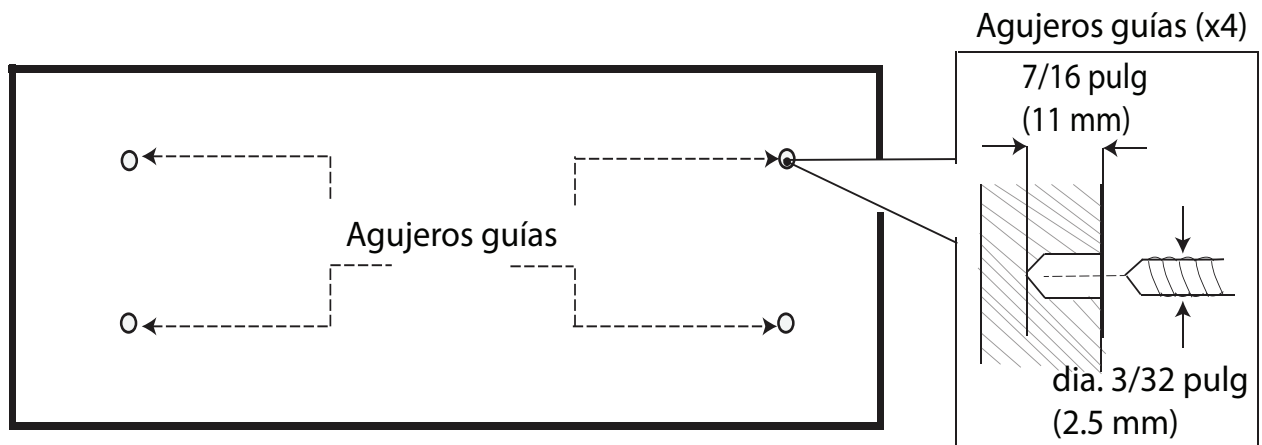 Agujeros guías (x4)
7/16 pulg
(11 mm)
Agujeros guías
dia. 3/32 pulg
(2.5 mm)